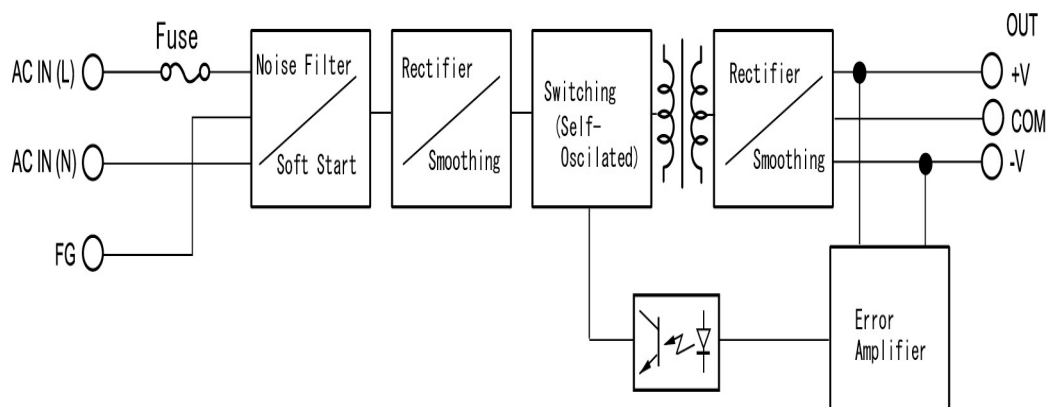 Fuse
AC IN (L)
AC IN (N)
FG
Noise Filter
Soft Start
Rectifier
Smoothing
Switching
(Self-
Oscilated)
Rectifier
Smoothing
OUT
+V
COM
-V
Error
Amplifier